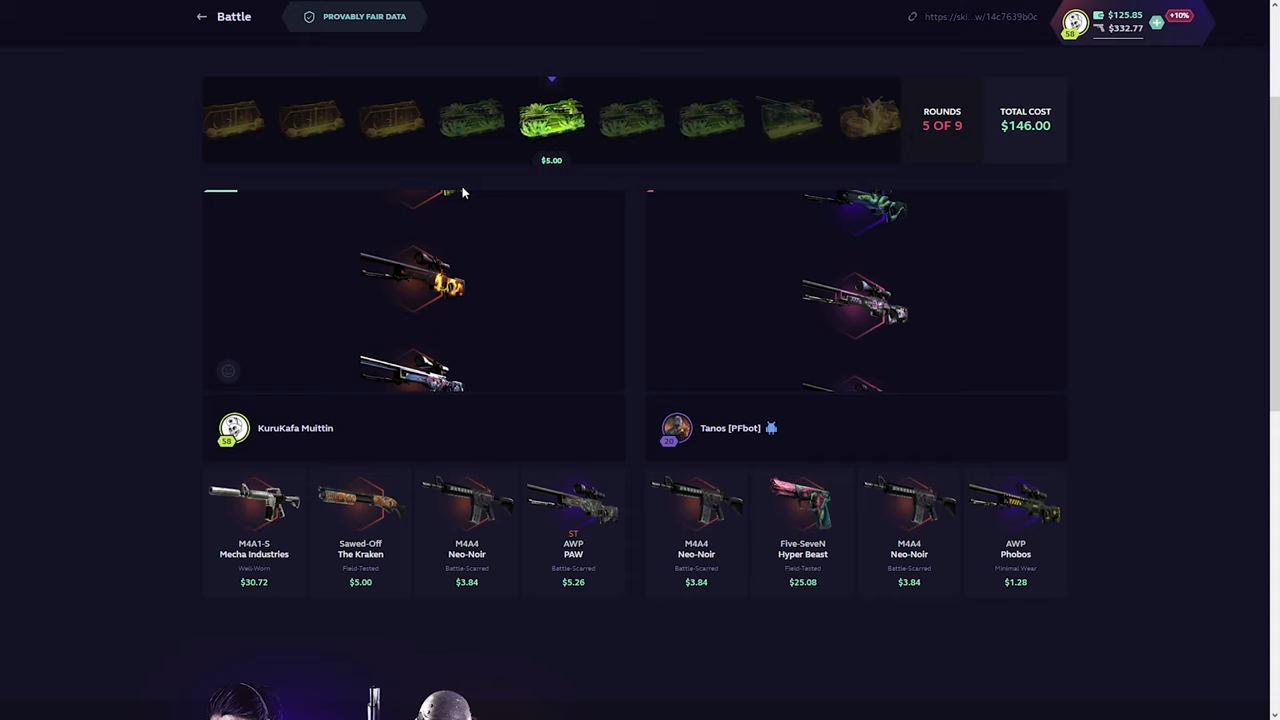 Battle
PROVABLY FAIR DATA
https://ski...w/14c7639b0c
$125.85
$332.77
+10%
58
$5.00
ROUNDS
5 OF 9
TOTAL COST
$146.00
58
KuruKafa Muittin
20
Tanos [PFbot]
M4A1-S
Mecha Industries
Well-Worn
$30.72
Sawed-Off
The Kraken
Field-Tested
$5.00
M4A4
Neo-Noir
Battle-Scarred
$3.84
ST
AWP
PAW
Battle-Scarred
$5.26
M4A4
Neo-Noir
Battle-Scarred
$3.84
Five-SeveN
Hyper Beast
Field-Tested
$25.08
M4A4
Neo-Noir
Battle-Scarred
$3.84
AWP
Phobos
Minimal Wear
$1.28